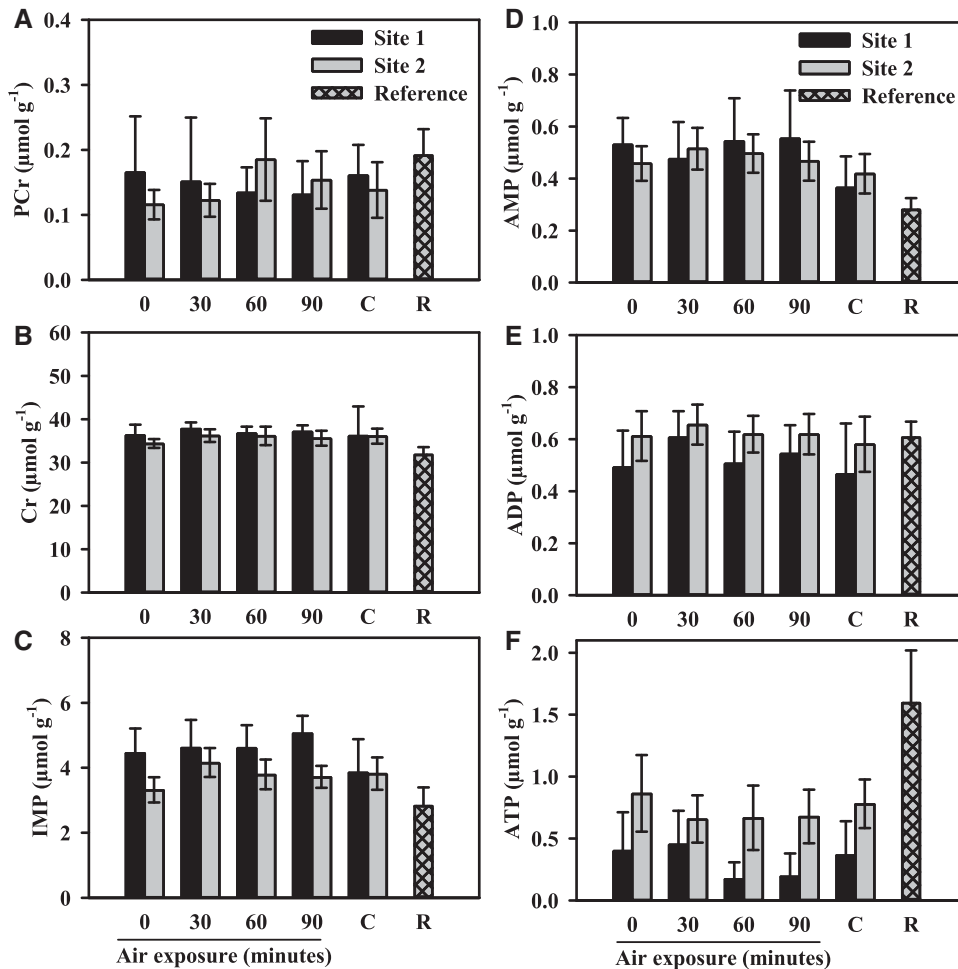 A
PCr (µmol g-1)
0.4
0.3
0.2
0.1
0.0
Site 1
Site 2
Reference
0 30 60 90 C R
B
Cr (µmol g-1)
60
50
40
30
20
10
0
0 30 60 90 C R
C
IMP (µmol g-1)
8
6
4
2
0
0 30 60 90 C R
Air exposure (minutes)
D
AMP (µmol g-1)
1.0
0.8
0.6
0.4
0.2
0.0
Site 1
Site 2
Reference
0 30 60 90 C R
E
ADP (µmol g-1)
1.0
0.8
0.6
0.4
0.2
0.0
0 30 60 90 C R
F
ATP (µmol g-1)
2.0
1.5
1.0
0.5
0.0
0 30 60 90 C R
Air exposure (minutes)